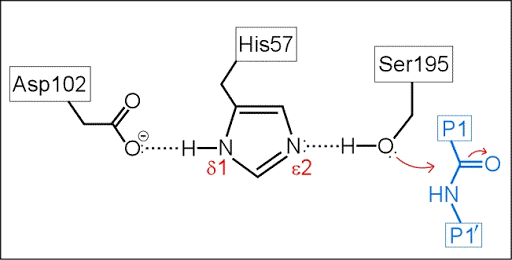 His57
Ser195
Asp102
O
O⊖
H
N
δ1
N:
ε2
H
O:
P1
O
HN
P1′